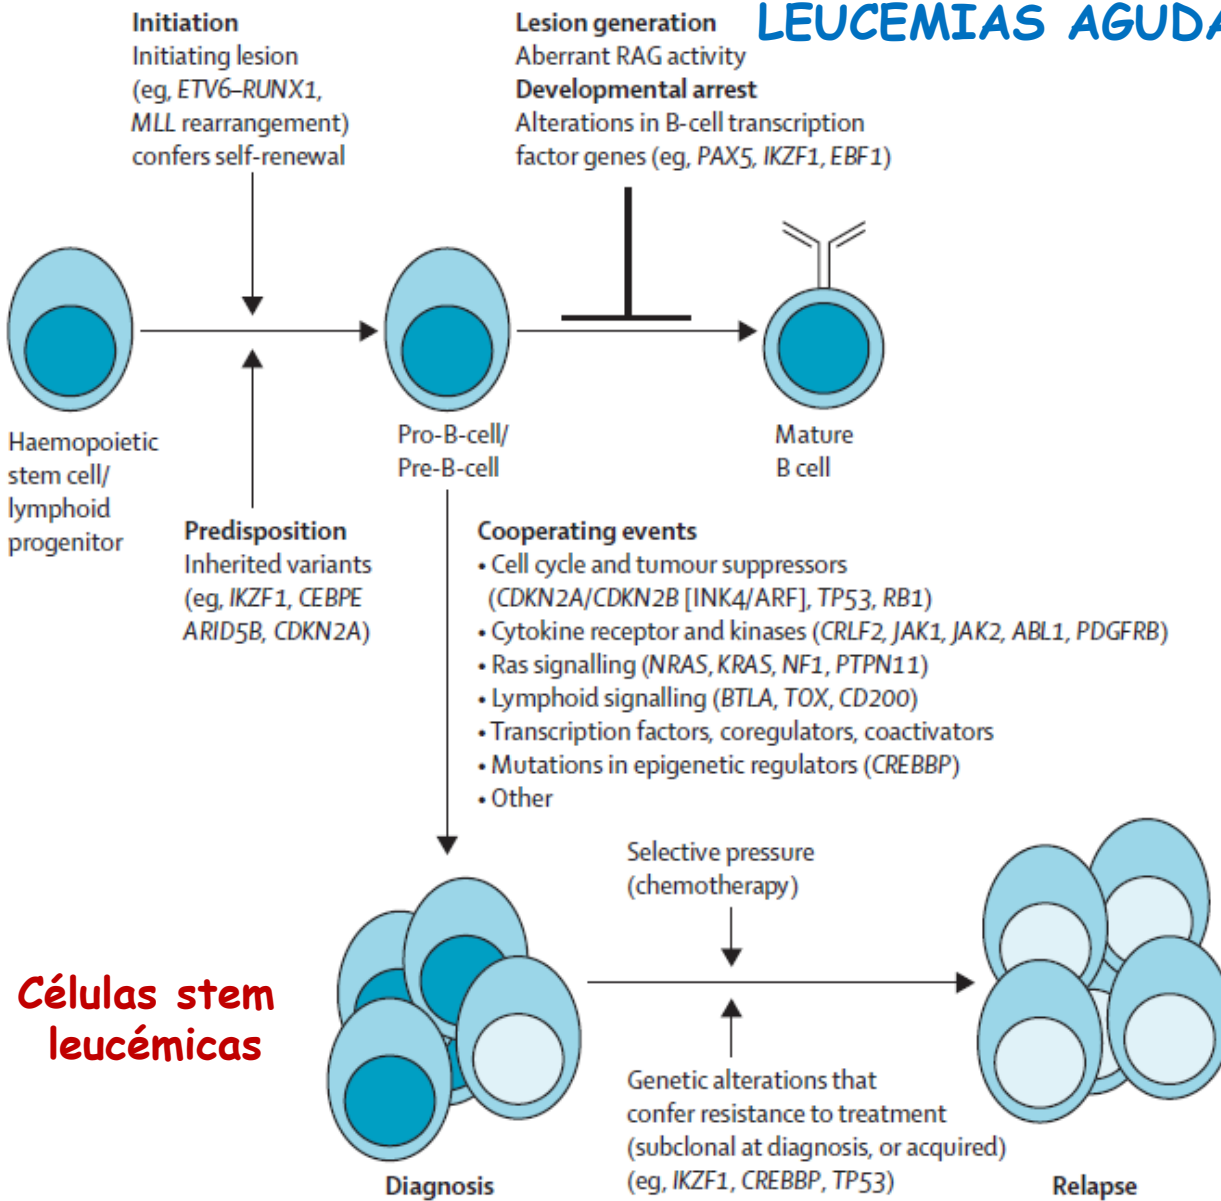 LEUCEMIAS AGUDA
Initiation
Initiating lesion
(eg, ETV6–RUNX1,
MLL rearrangement)
confers self-renewal
Lesion generation
Aberrant RAG activity
Developmental arrest
Alterations in B-cell transcription
factor genes (eg, PAX5, IKZF1, EBF1)
Haemopoietic
stem cell/
lymphoid
progenitor
Pro-B-cell/
Pre-B-cell
Mature
B cell
Predisposition
Inherited variants
(eg, IKZF1, CEBPE
ARID5B, CDKN2A)
Cooperating events
• Cell cycle and tumour suppressors
(CDKN2A/CDKN2B [INK4/ARF], TP53, RB1)
• Cytokine receptor and kinases (CRLF2, JAK1, JAK2, ABL1, PDGFRB)
• Ras signalling (NRAS, KRAS, NF1, PTPN11)
• Lymphoid signalling (BTLA, TOX, CD200)
• Transcription factors, coregulators, coactivators
• Mutations in epigenetic regulators (CREBBP)
• Other
Selective pressure
(chemotherapy)
Células stem
leucémicas
Genetic alterations that
confer resistance to treatment
(subclonal at diagnosis, or acquired)
(eg, IKZF1, CREBBP, TP53)
Diagnosis
Relapse